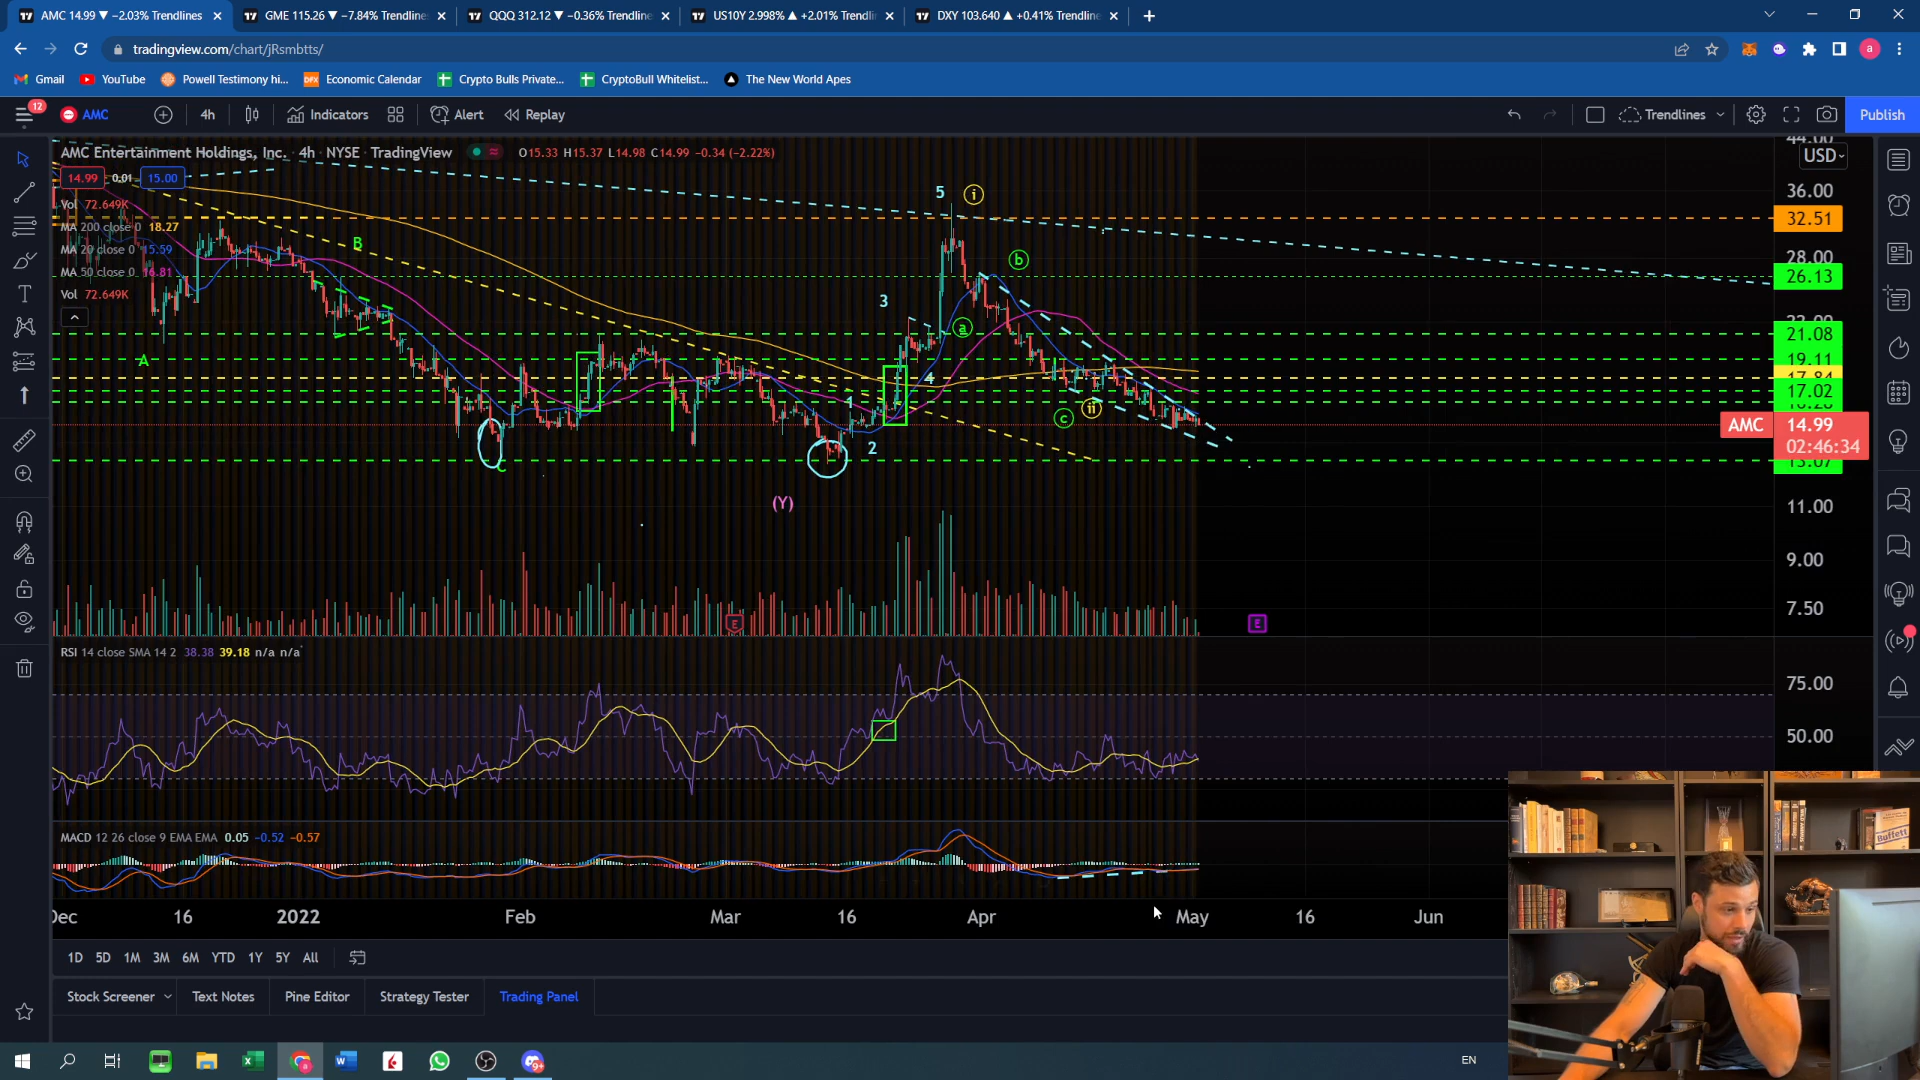 AMC 14.99 ▼ −2.03% Trendlines
GME 115.26 ▼ −7.84% Trendline
QQQ 312.12 ▼ −0.36% Trendline
US10Y 2.998% ▲ +2.01% Trendli
DXY 103.640 ▲ +0.41% Trendline
tradingview.com/chart/jRsmbtts/
a
Gmail
YouTube
Powell Testimony hi...
Economic Calendar
Crypto Bulls Private...
CryptoBull Whitelist...
The New World Apes
12
AMC
4h
Indicators
Alert
Replay
Trendlines
Publish
AMC Entertainment Holdings, Inc. · 4h · NYSE · TradingView
O15.33 H15.37 L14.98 C14.99 −0.34 (−2.22%)
USD
14.99 0.01 15.00
Vol 72.649K
MA 200 close 0 18.27
MA 20 close 0 15.59
MA 50 close 0 16.81
Vol 72.649K
44.00
36.00
32.51
28.00
26.13
21.08
19.11
17.84
17.02
AMC 14.99
02:46:34
13.07
11.00
9.00
7.50
A
B
C
(Y)
1
2
3
4
5
i
a
b
c
ii
E
E
RSI 14 close SMA 14 2 38.38 39.18 n/a n/a
75.00
50.00
MACD 12 26 close 9 EMA EMA 0.05 −0.52 −0.57
Dec 16 2022 Feb Mar 16 Apr May 16 Jun
1D 5D 1M 3M 6M YTD 1Y 5Y All
Stock Screener
Text Notes
Pine Editor
Strategy Tester
Trading Panel
Buffett
9+
EN